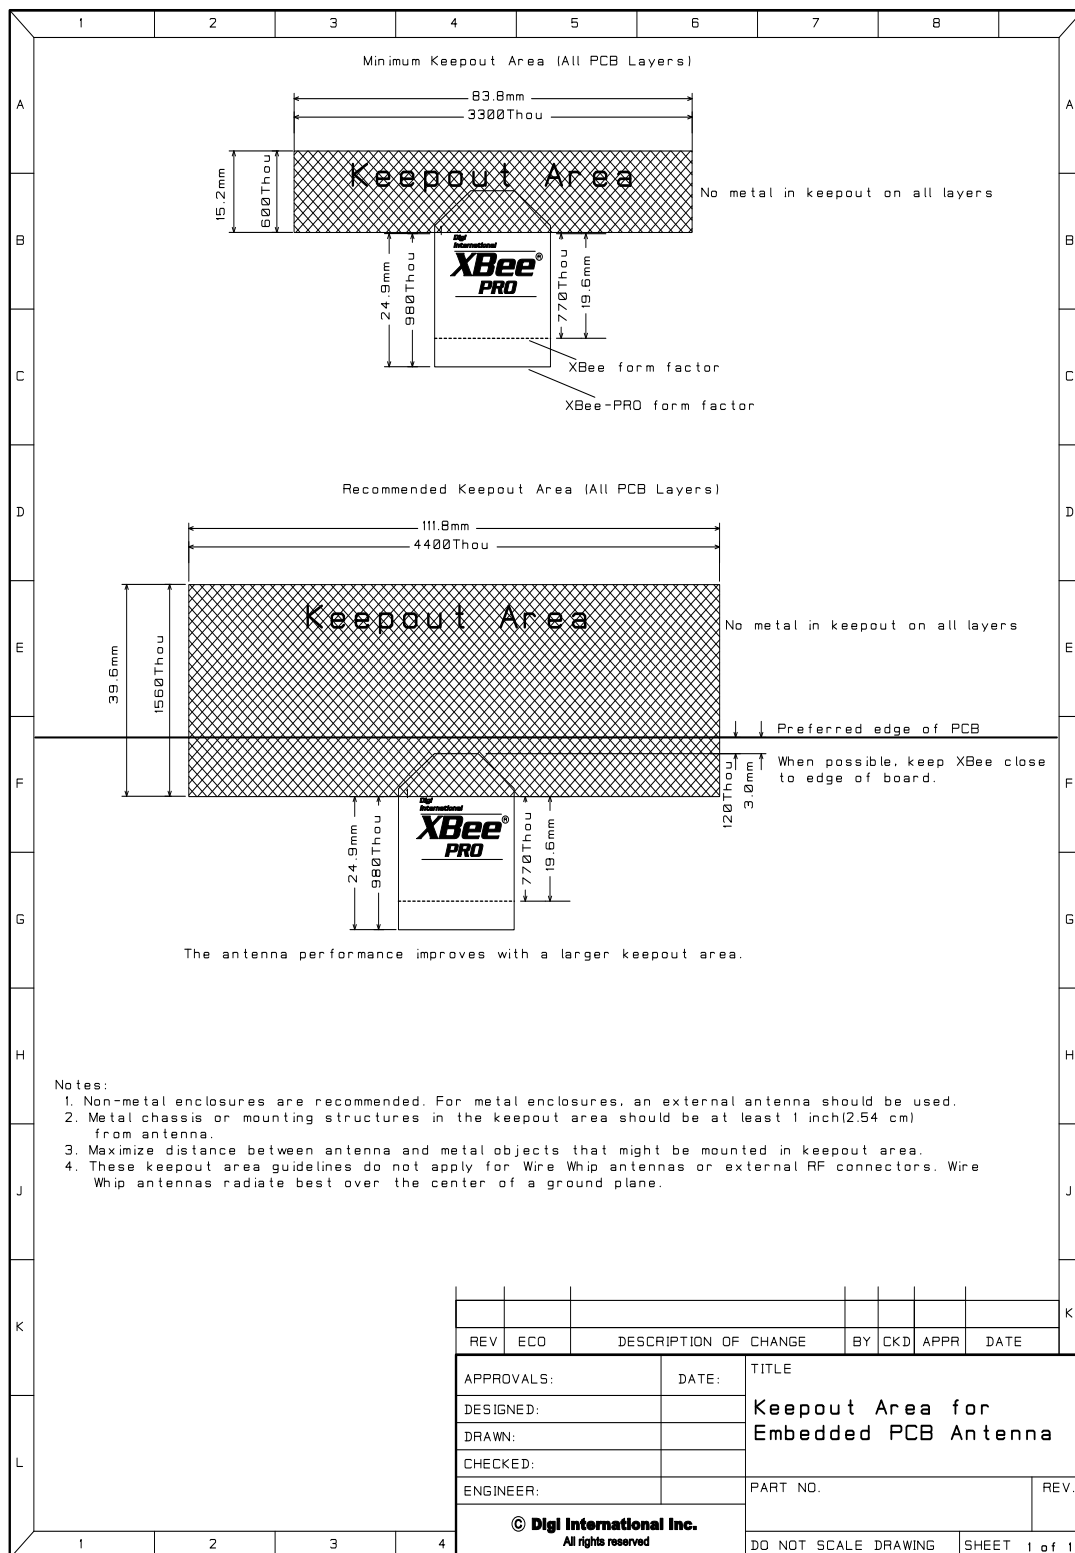 1 2 3 4 5 6 7 8
Minimum Keepout Area (All PCB Layers)
A A
83.8mm
3300Thou
Keepout Area
15.2mm
600Thou
No metal in keepout on all layers
B B
Digi
International
XBee®
PRO
24.9mm
980Thou
770Thou
19.6mm
XBee form factor
C C
XBee-PRO form factor
Recommended Keepout Area (All PCB Layers)
D D
111.8mm
4400Thou
Keepout Area
No metal in keepout on all layers
E E
39.6mm
1560Thou
Preferred edge of PCB
When possible, keep XBee close
to edge of board.
F F
120Thou
3.0mm
Digi
International
XBee®
PRO
24.9mm
980Thou
770Thou
19.6mm
G G
The antenna performance improves with a larger keepout area.
H H
Notes:
1. Non-metal enclosures are recommended. For metal enclosures, an external antenna should be used.
2. Metal chassis or mounting structures in the keepout area should be at least 1 inch(2.54 cm)
from antenna.
3. Maximize distance between antenna and metal objects that might be mounted in keepout area.
4. These keepout area guidelines do not apply for Wire Whip antennas or external RF connectors. Wire
Whip antennas radiate best over the center of a ground plane.
J J
K K
REV ECO DESCRIPTION OF CHANGE BY CKD APPR DATE
APPROVALS: DATE: TITLE
DESIGNED:
Keepout Area for
Embedded PCB Antenna
DRAWN:
CHECKED:
L
ENGINEER: PART NO. REV.
© Digi International Inc.
All rights reserved
DO NOT SCALE DRAWING SHEET 1 of 1
1 2 3 4